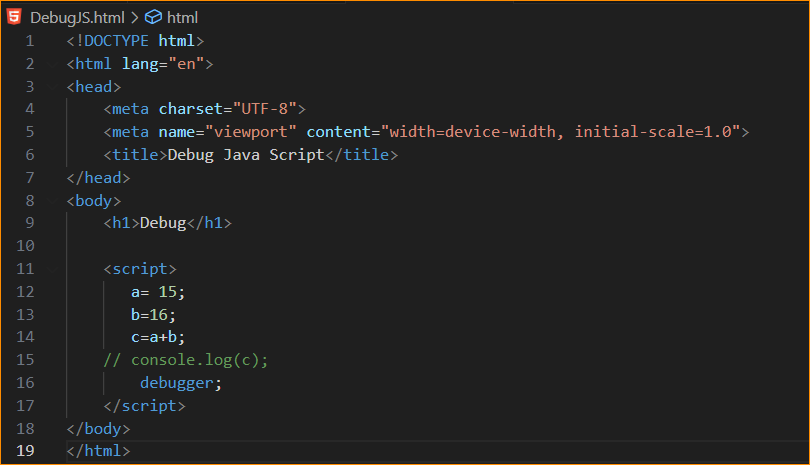 DebugJS.html > html
1 <!DOCTYPE html>
2 <html lang="en">
3 <head>
4     <meta charset="UTF-8">
5     <meta name="viewport" content="width=device-width, initial-scale=1.0">
6     <title>Debug Java Script</title>
7 </head>
8 <body>
9     <h1>Debug</h1>
10
11     <script>
12        a= 15;
13        b=16;
14        c=a+b;
15     // console.log(c);
16         debugger;
17     </script>
18 </body>
19 </html>